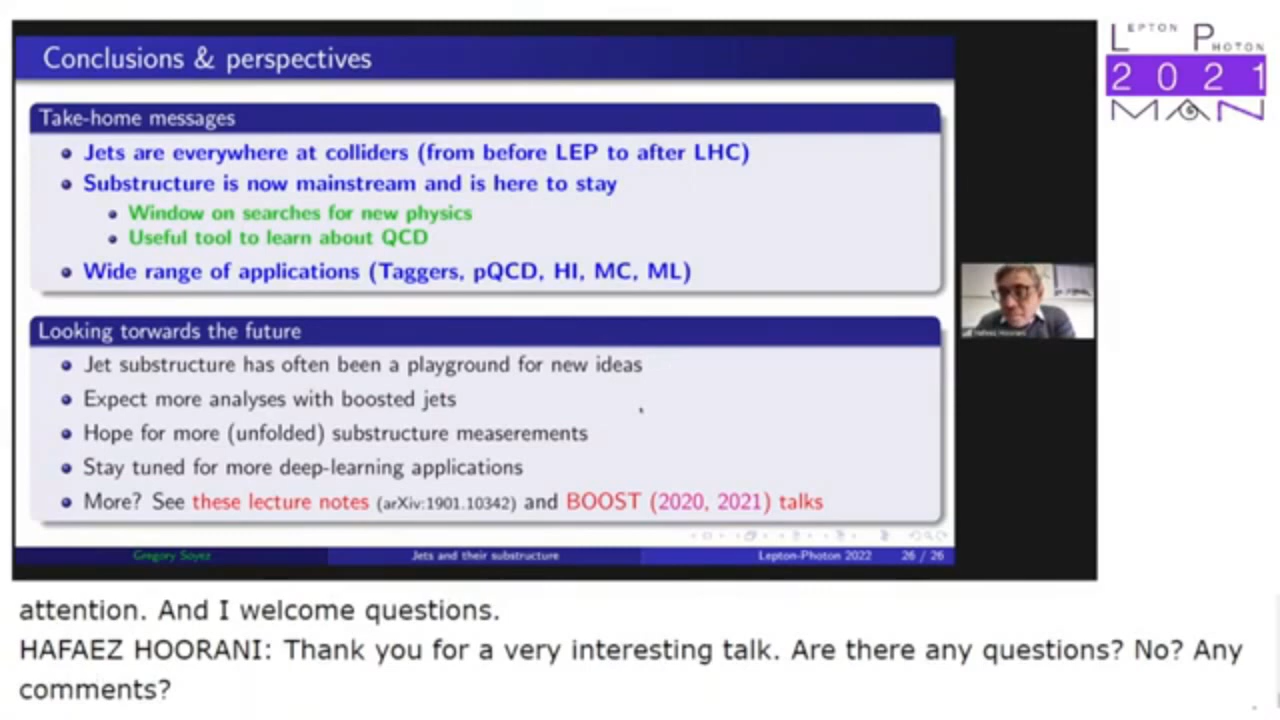 Conclusions & perspectives
Take-home messages
Jets are everywhere at colliders (from before LEP to after LHC)
Substructure is now mainstream and is here to stay
Window on searches for new physics
Useful tool to learn about QCD
Wide range of applications (Taggers, pQCD, HI, MC, ML)
Looking torwards the future
Jet substructure has often been a playground for new ideas
Expect more analyses with boosted jets
Hope for more (unfolded) substructure measerements
Stay tuned for more deep-learning applications
More? See these lecture notes (arXiv:1901.10342) and BOOST (2020, 2021) talks
Gregory Soyez Jets and their substructure Lepton-Photon 2022 26 / 26
Hafaez Hoorani
LEPTON PHOTON
2021
MAN
attention. And I welcome questions.
HAFAEZ HOORANI: Thank you for a very interesting talk. Are there any questions? No? Any
comments?